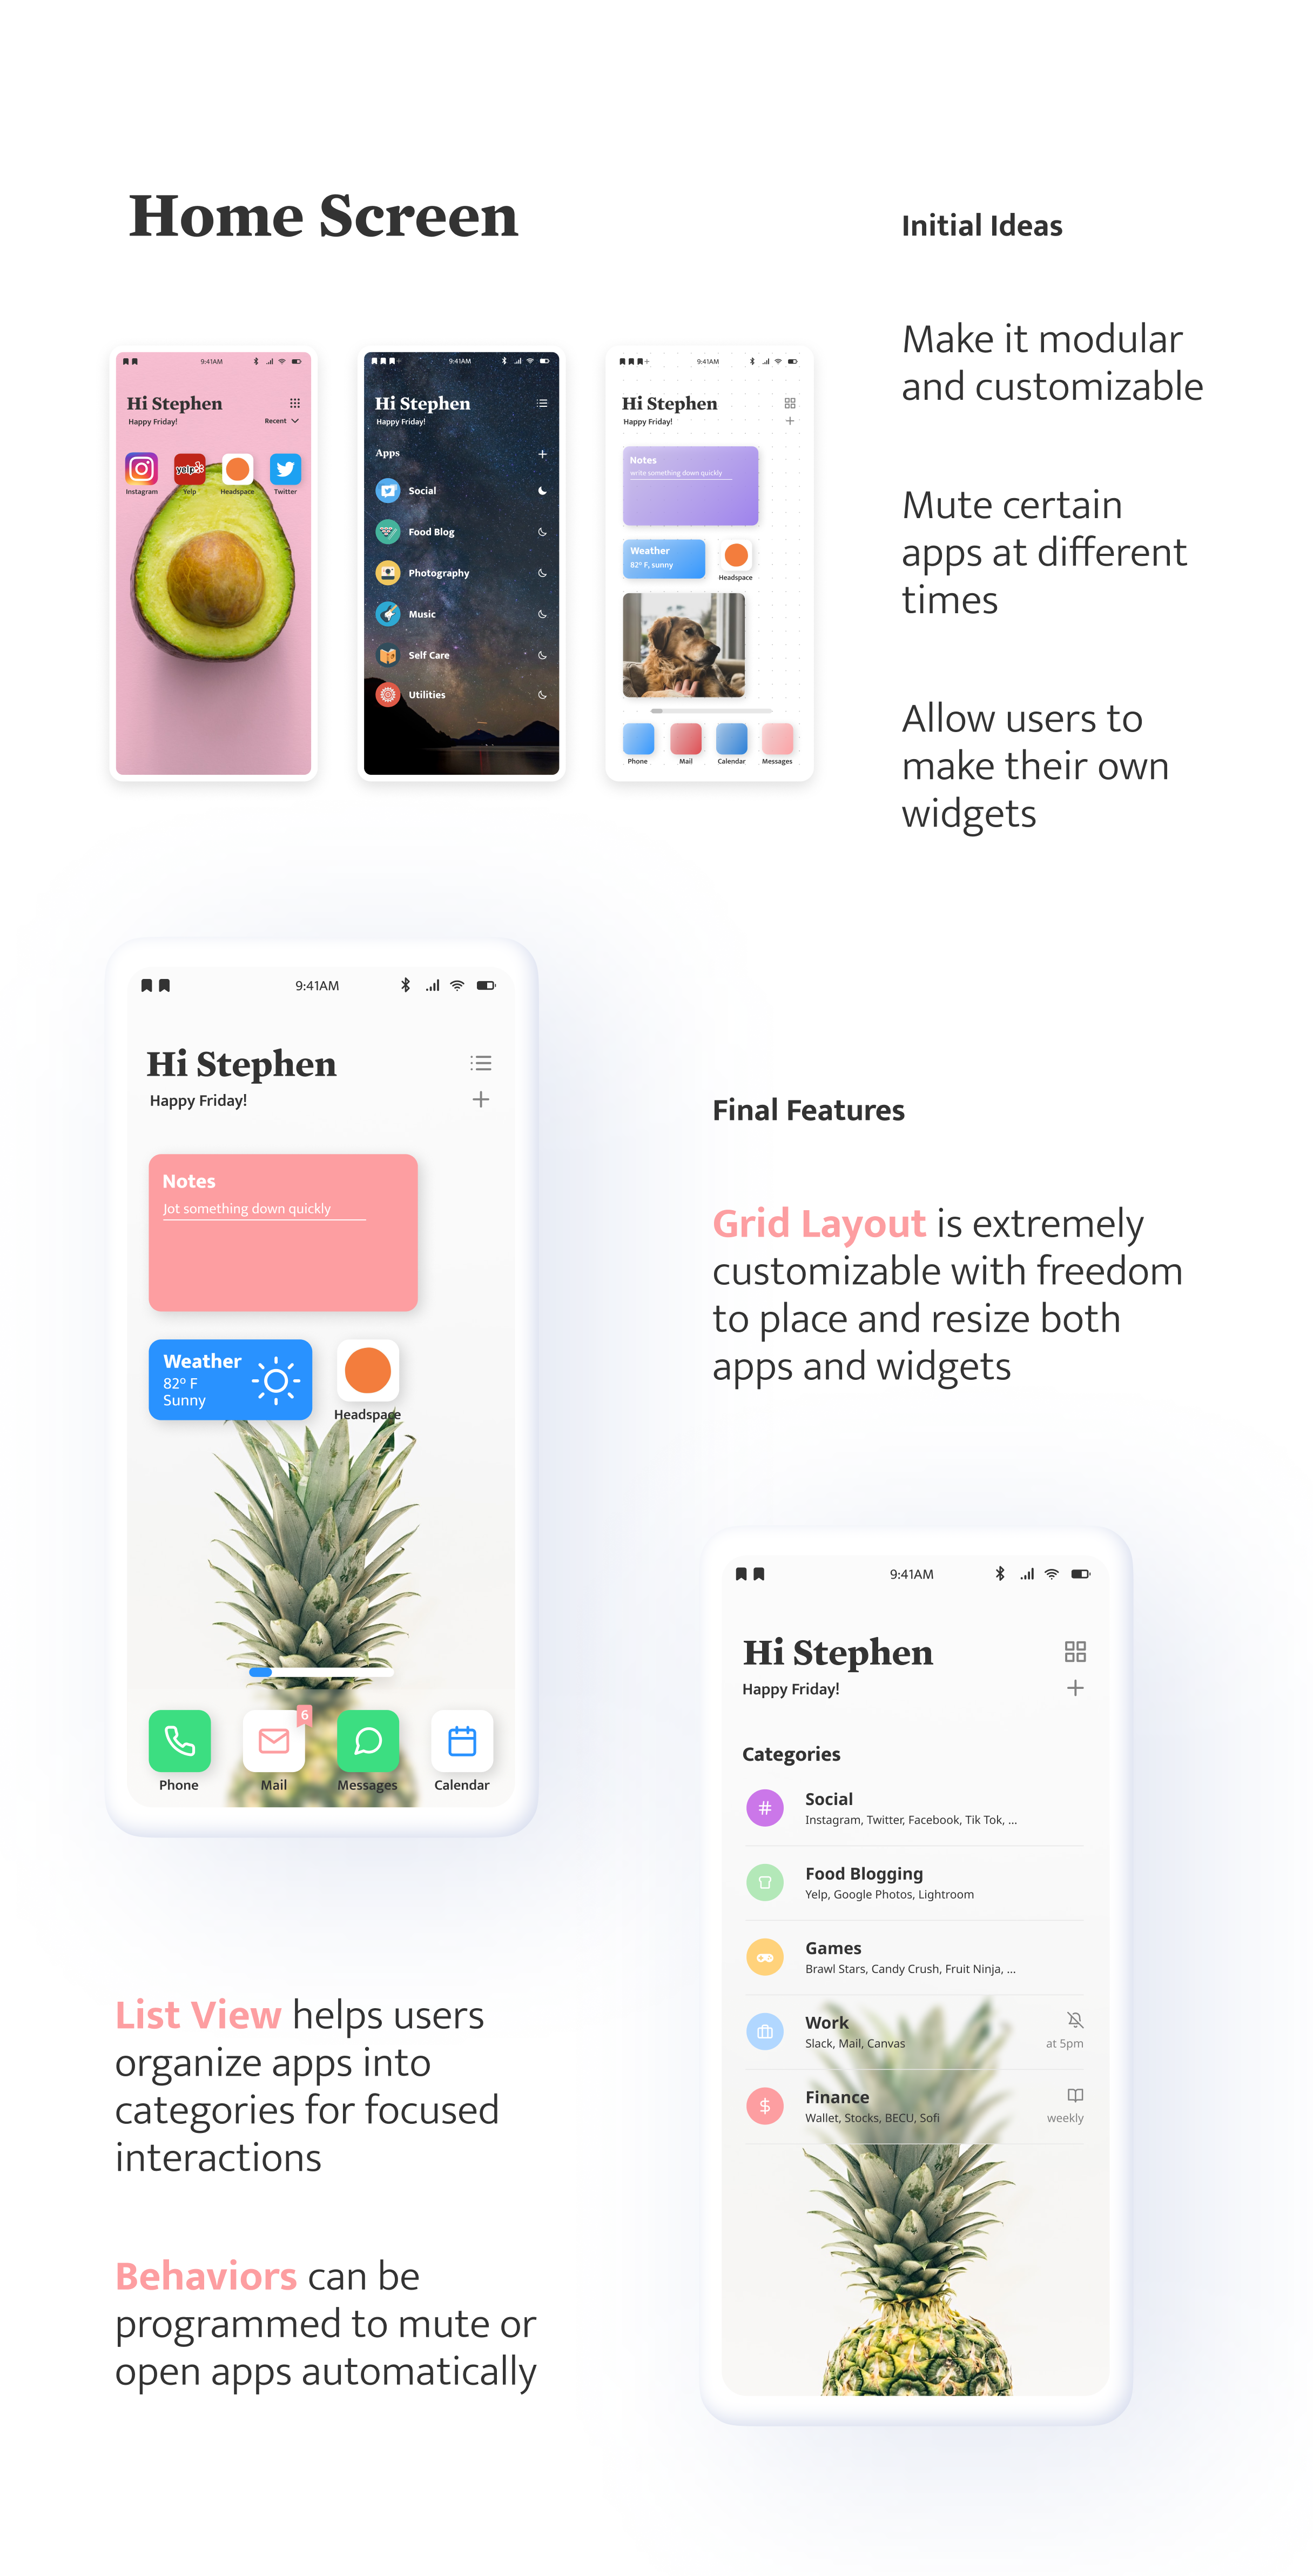 Home Screen
Initial Ideas
Make it modular
and customizable
Mute certain
apps at different
times
Allow users to
make their own
widgets
9:41AM
Hi Stephen
Happy Friday!
Recent
Instagram
yelp
Yelp
Headspace
Twitter
9:41AM
Hi Stephen
Happy Friday!
Apps
Social
Food Blog
Photography
Music
Self Care
Utilities
9:41AM
Hi Stephen
Happy Friday!
Notes
write something down quickly
Weather
82º F, sunny
Headspace
Phone
Mail
Calendar
Messages
9:41AM
Hi Stephen
Happy Friday!
Notes
Jot something down quickly
Weather
82º F
Sunny
Headspace
6
Phone
Mail
Messages
Calendar
Final Features
Grid Layout is extremely
customizable with freedom
to place and resize both
apps and widgets
9:41AM
Hi Stephen
Happy Friday!
Categories
Social
Instagram, Twitter, Facebook, Tik Tok, ...
Food Blogging
Yelp, Google Photos, Lightroom
Games
Brawl Stars, Candy Crush, Fruit Ninja, ...
Work
Slack, Mail, Canvas
at 5pm
Finance
Wallet, Stocks, BECU, Sofi
weekly
List View helps users
organize apps into
categories for focused
interactions
Behaviors can be
programmed to mute or
open apps automatically